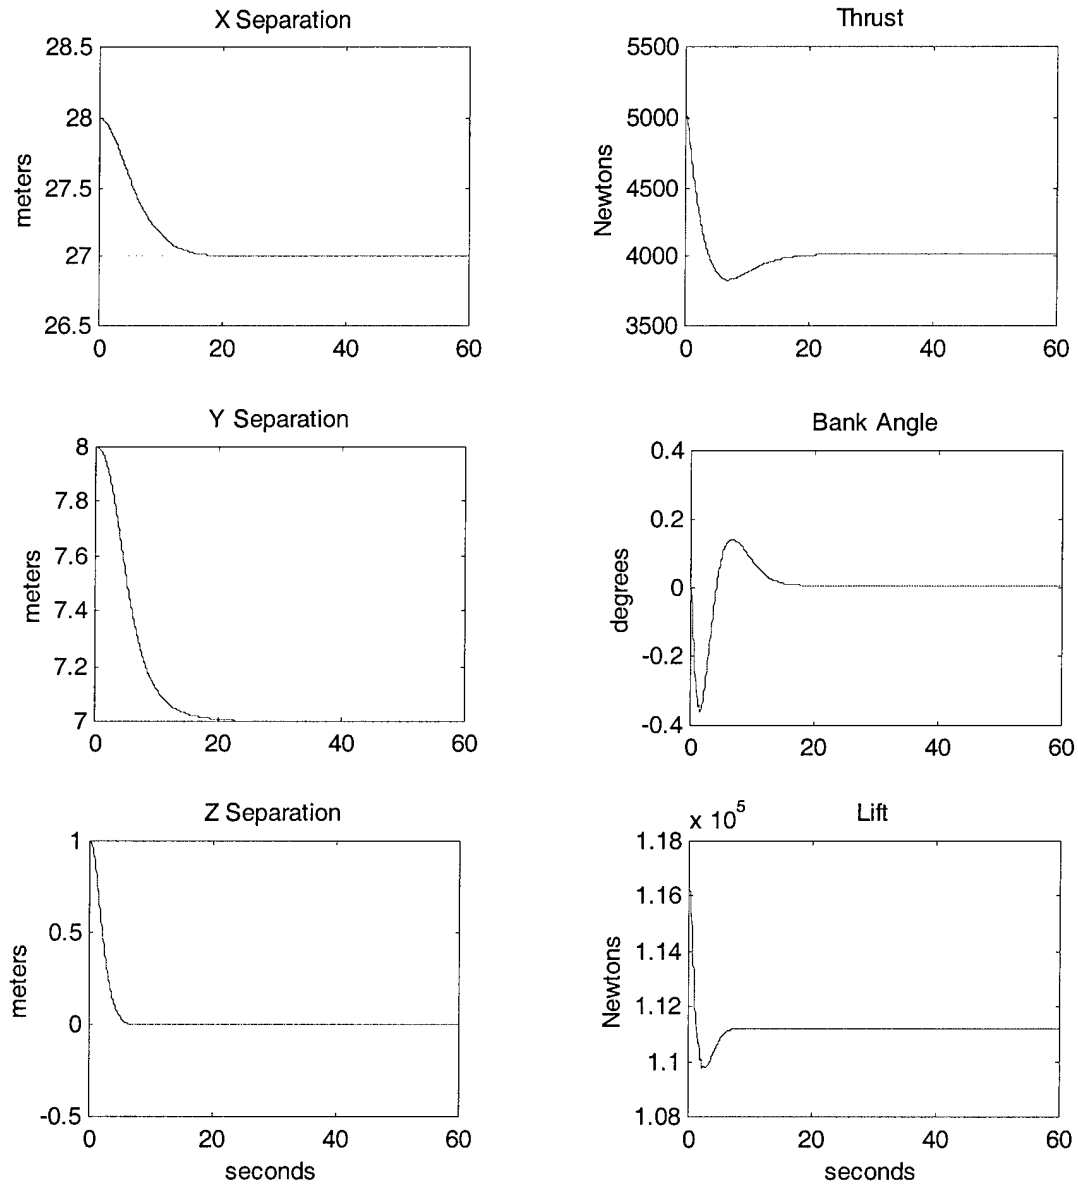 X Separation
28.5
28
27.5
27
26.5
meters
0 20 40 60
Thrust
5500
5000
4500
4000
3500
Newtons
0 20 40 60
Y Separation
8
7.8
7.6
7.4
7.2
7
meters
0 20 40 60
Bank Angle
0.4
0.2
0
-0.2
-0.4
degrees
0 20 40 60
Z Separation
1
0.5
0
-0.5
meters
0 20 40 60
seconds
Lift
x 10^5
1.18
1.16
1.14
1.12
1.1
1.08
Newtons
0 20 40 60
seconds